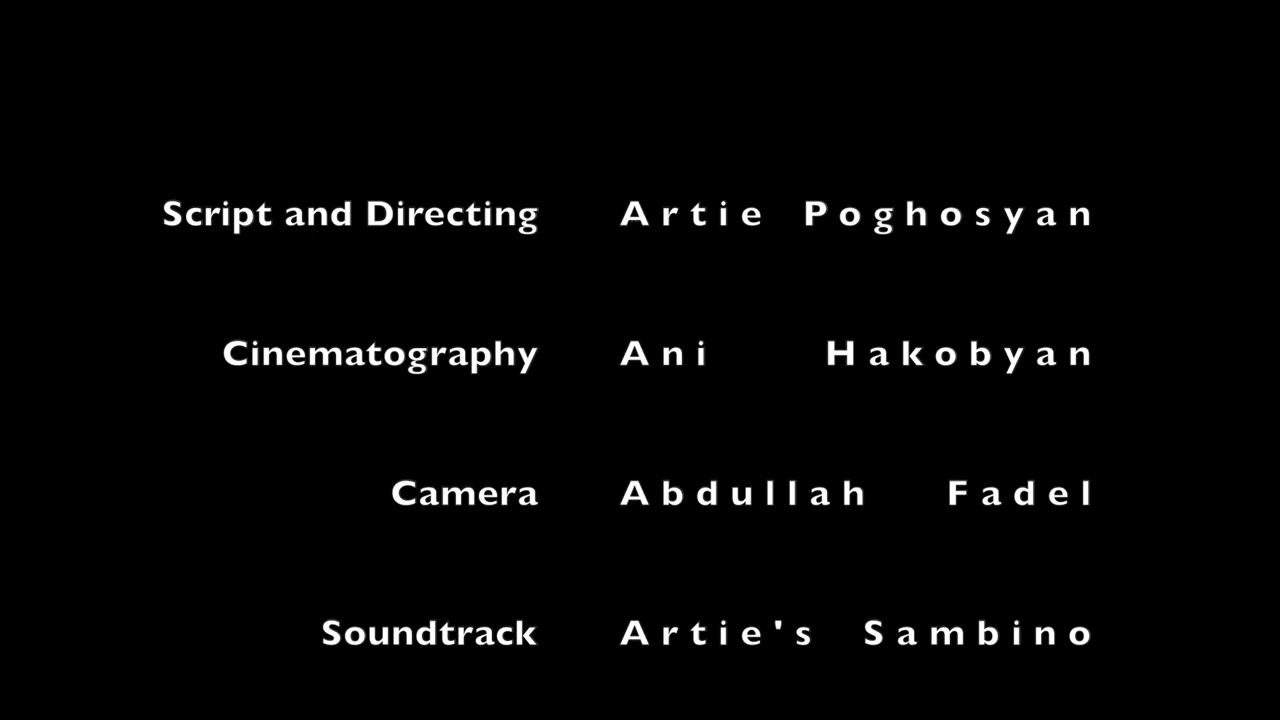 Script and Directing Artie Poghosyan
Cinematography Ani Hakobyan
Camera Abdullah Fadel
Soundtrack Artie's Sambino